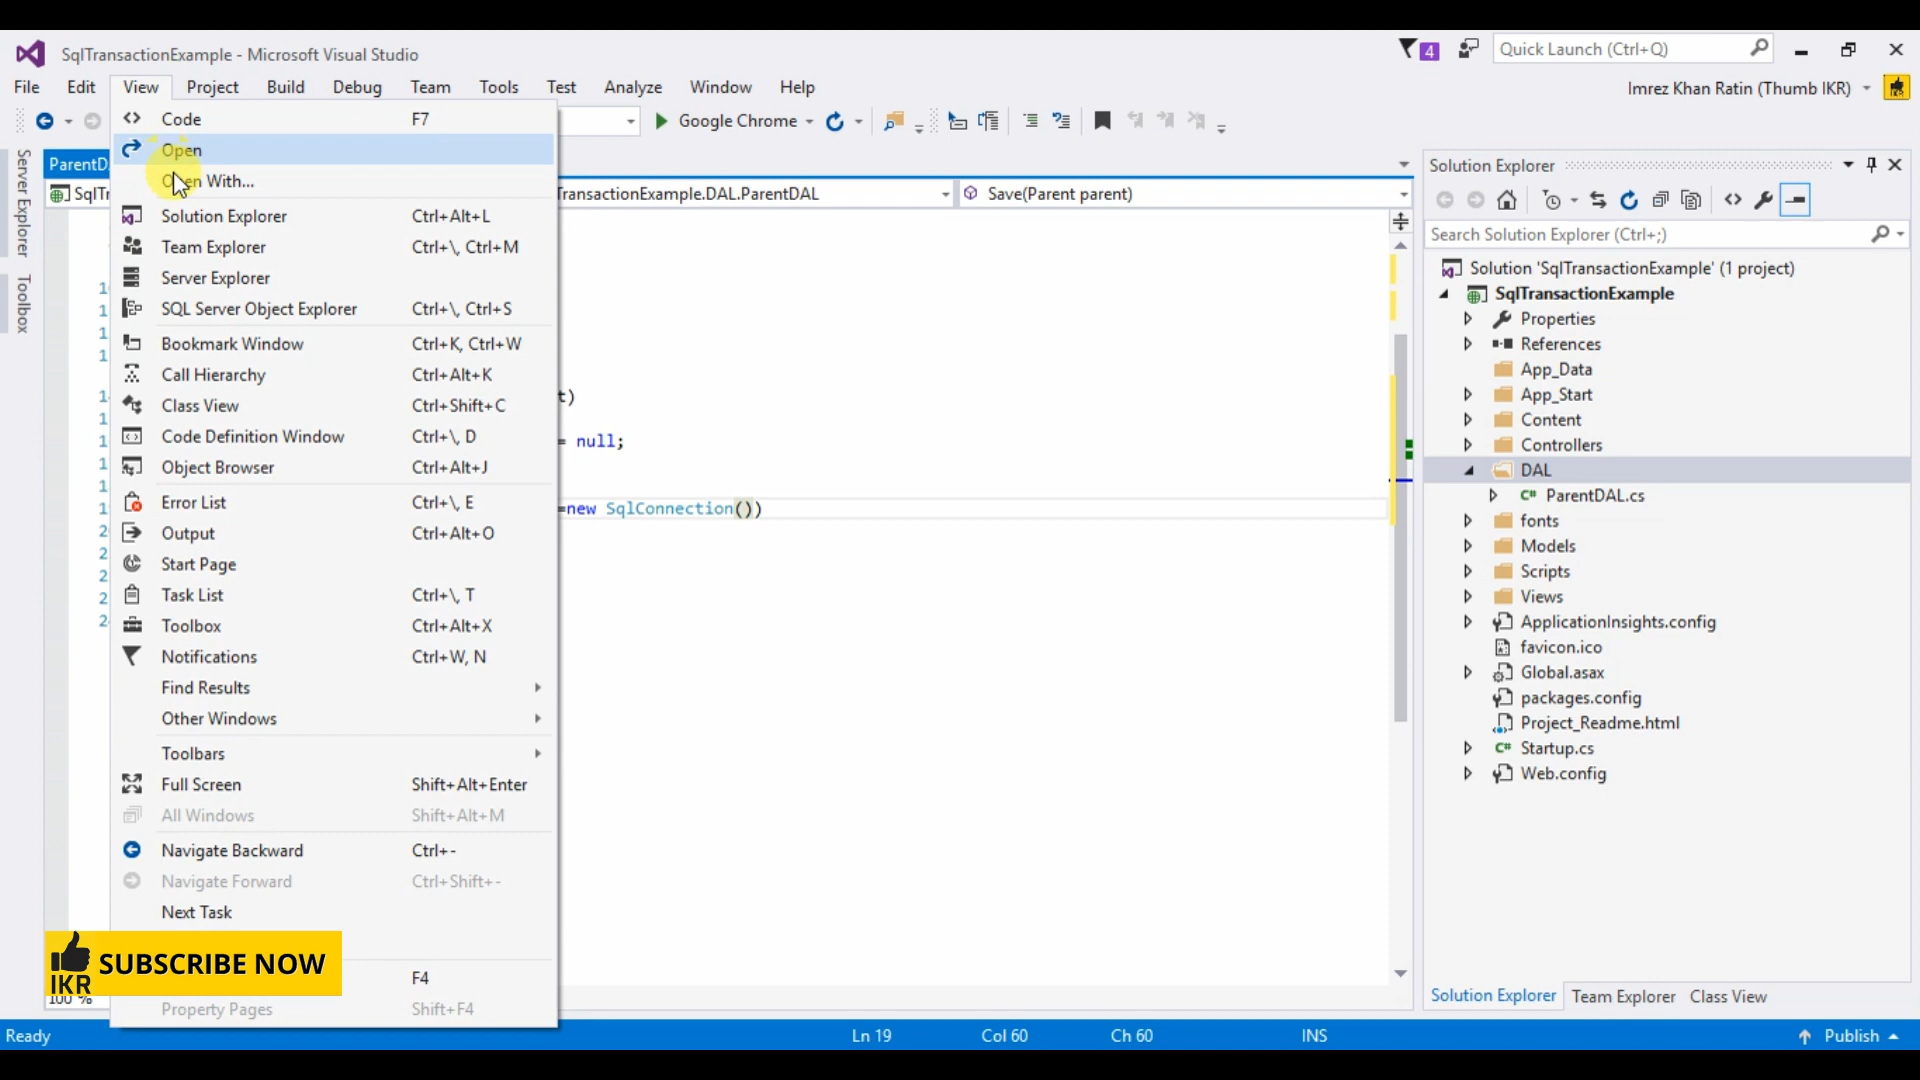 SqlTransactionExample - Microsoft Visual Studio
4
Quick Launch (Ctrl+Q)
File Edit View Project Build Debug Team Tools Test Analyze Window Help
Imrez Khan Ratin (Thumb IKR)
Google Chrome
Code F7
Open
Open With...
Solution Explorer Ctrl+Alt+L
Team Explorer Ctrl+\, Ctrl+M
Server Explorer
SQL Server Object Explorer Ctrl+\, Ctrl+S
Bookmark Window Ctrl+K, Ctrl+W
Call Hierarchy Ctrl+Alt+K
Class View Ctrl+Shift+C
Code Definition Window Ctrl+\, D
Object Browser Ctrl+Alt+J
Error List Ctrl+\, E
Output Ctrl+Alt+O
Start Page
Task List Ctrl+\, T
Toolbox Ctrl+Alt+X
Notifications Ctrl+W, N
Find Results
Other Windows
Toolbars
Full Screen Shift+Alt+Enter
All Windows Shift+Alt+M
Navigate Backward Ctrl+-
Navigate Forward Ctrl+Shift+-
Next Task
F4
Property Pages Shift+F4
Server Explorer
Toolbox
ParentD
SqlTr
TransactionExample.DAL.ParentDAL
Save(Parent parent)
t)
= null;
=new SqlConnection())
Solution Explorer
Search Solution Explorer (Ctrl+;)
Solution 'SqlTransactionExample' (1 project)
SqlTransactionExample
Properties
References
App_Data
App_Start
Content
Controllers
DAL
ParentDAL.cs
fonts
Models
Scripts
Views
ApplicationInsights.config
favicon.ico
Global.asax
packages.config
Project_Readme.html
Startup.cs
Web.config
Solution Explorer Team Explorer Class View
IKR SUBSCRIBE NOW
100 %
Ready Ln 19 Col 60 Ch 60 INS Publish